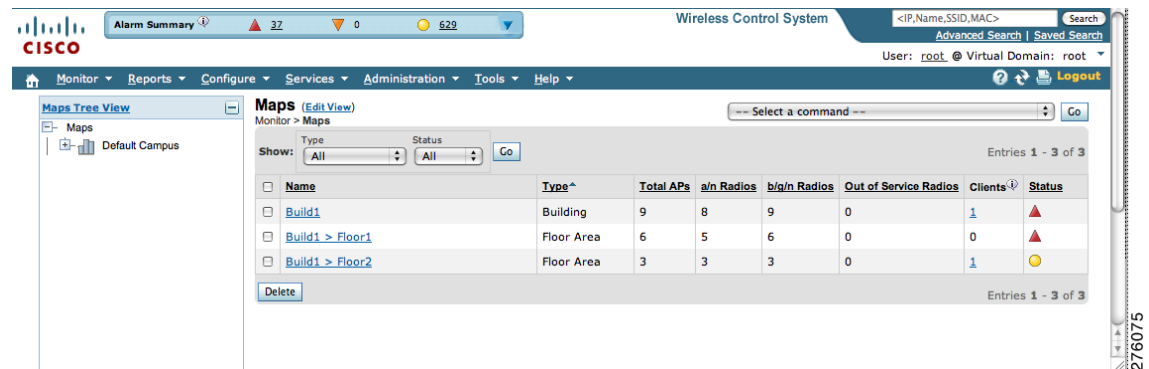 Alarm Summary 37 0 629
Wireless Control System
<IP,Name,SSID,MAC> Search
Advanced Search | Saved Search
CISCO
User: root @ Virtual Domain: root
Monitor Reports Configure Services Administration Tools Help Logout
Maps Tree View
Maps
Default Campus
Maps (Edit View)
Monitor > Maps
-- Select a command -- Go
Type Status
Show: All All Go
Entries 1 - 3 of 3
Name Type Total APs a/n Radios b/g/n Radios Out of Service Radios Clients Status
Build1 Building 9 8 9 0 1
Build1 > Floor1 Floor Area 6 5 6 0 0
Build1 > Floor2 Floor Area 3 3 3 0 1
Delete
Entries 1 - 3 of 3
276075